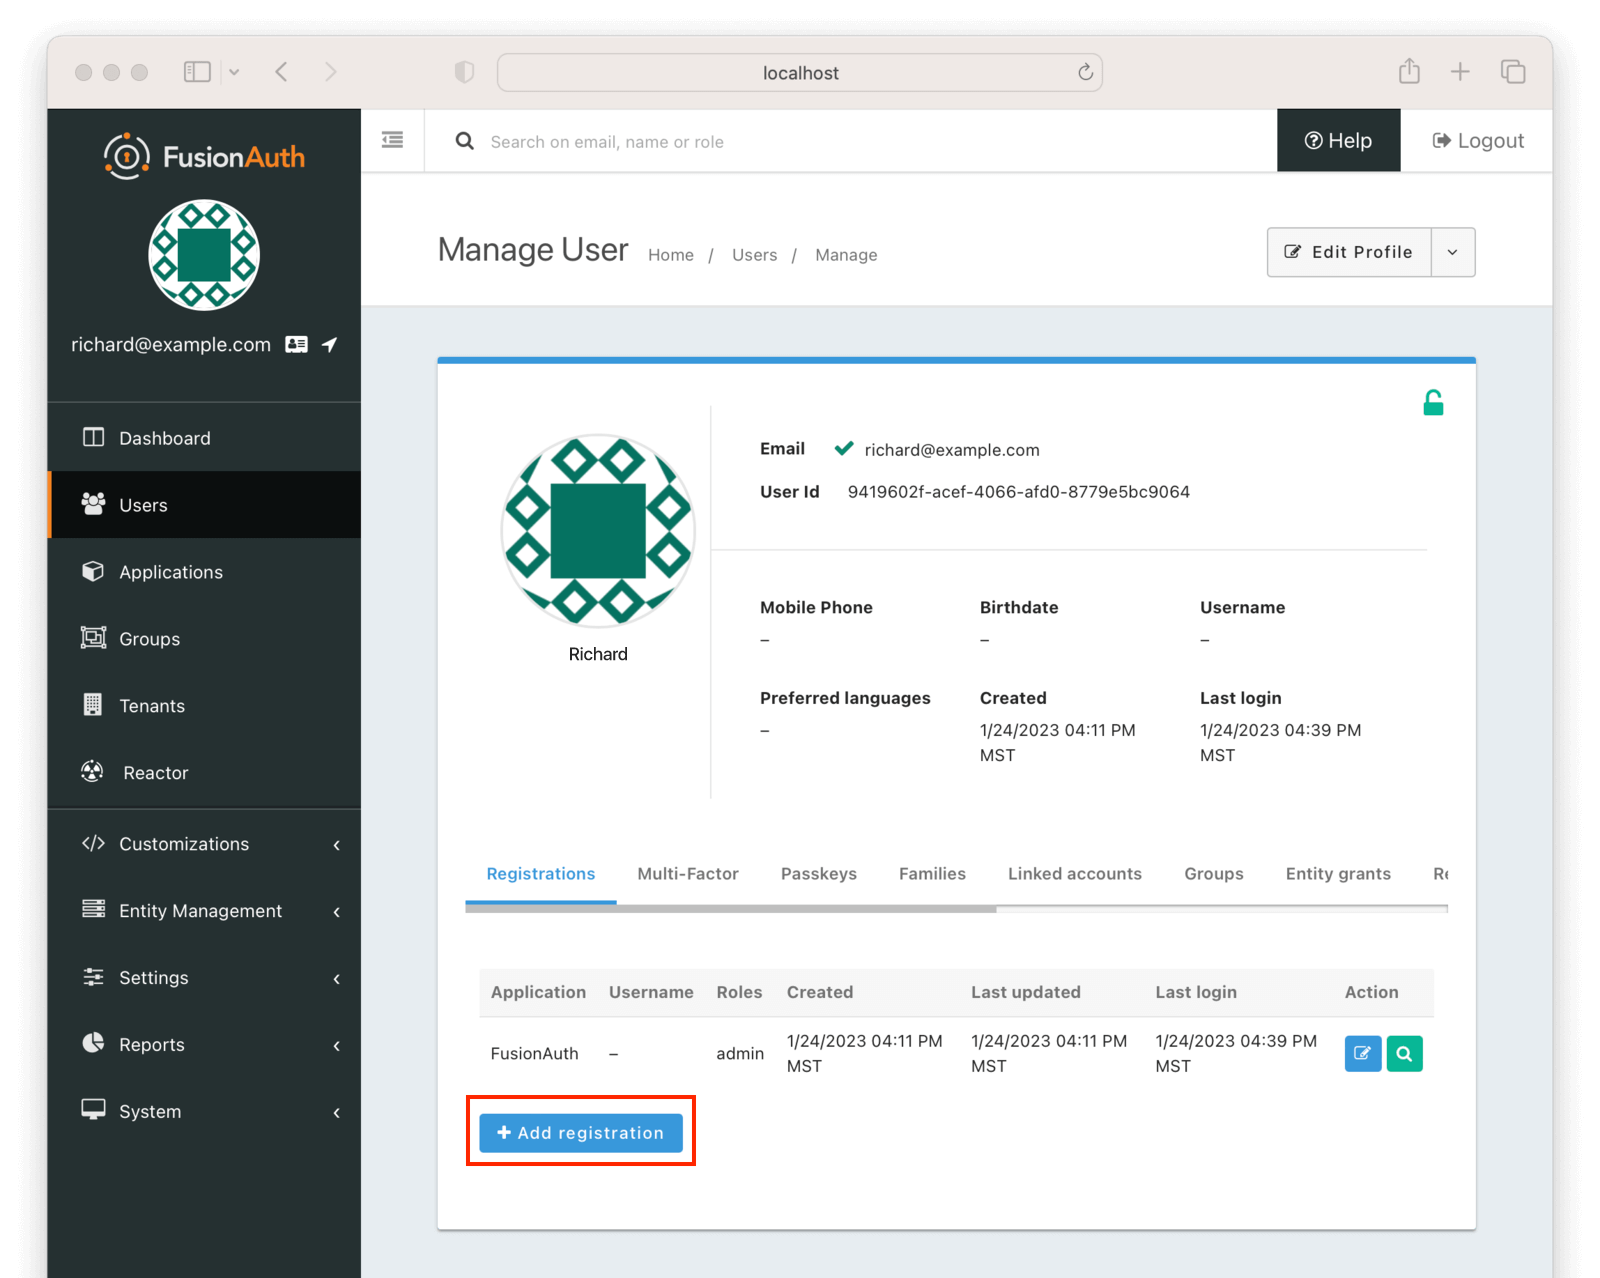 localhost
FusionAuth
Search on email, name or role
Help
Logout
richard@example.com
Manage User
Home / Users / Manage
Edit Profile
Dashboard
Users
Applications
Groups
Tenants
Reactor
Customizations
Entity Management
Settings
Reports
System
Richard
Email richard@example.com
User Id 9419602f-acef-4066-afd0-8779e5bc9064
Mobile Phone Birthdate Username
– – –
Preferred languages Created Last login
– 1/24/2023 04:11 PM 1/24/2023 04:39 PM
MST MST
Registrations Multi-Factor Passkeys Families Linked accounts Groups Entity grants Re
Application Username Roles Created Last updated Last login Action
FusionAuth – admin 1/24/2023 04:11 PM 1/24/2023 04:11 PM 1/24/2023 04:39 PM
MST MST MST
Add registration